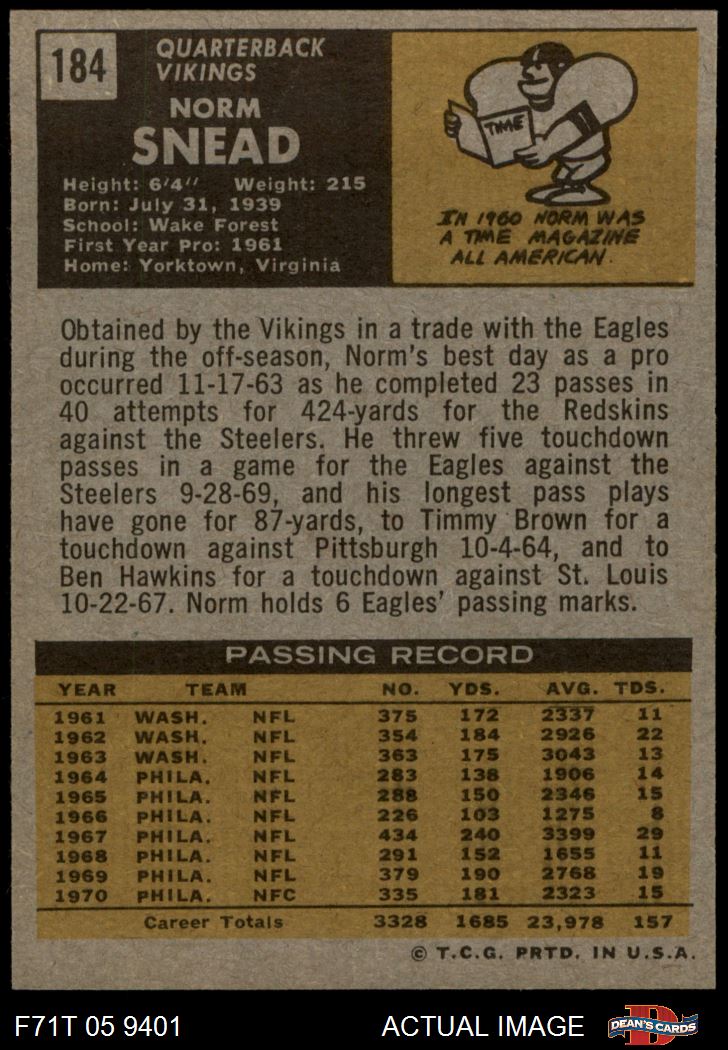 184
QUARTERBACK
VIKINGS
NORM
SNEAD
Height: 6'4" Weight: 215
Born: July 31, 1939
School: Wake Forest
First Year Pro: 1961
Home: Yorktown, Virginia
TIME
IN 1960 NORM WAS
A TIME MAGAZINE
ALL AMERICAN.
Obtained by the Vikings in a trade with the Eagles
during the off-season, Norm's best day as a pro
occurred 11-17-63 as he completed 23 passes in
40 attempts for 424-yards for the Redskins
against the Steelers. He threw five touchdown
passes in a game for the Eagles against the
Steelers 9-28-69, and his longest pass plays
have gone for 87-yards, to Timmy Brown for a
touchdown against Pittsburgh 10-4-64, and to
Ben Hawkins for a touchdown against St. Louis
10-22-67. Norm holds 6 Eagles' passing marks.
PASSING RECORD
YEAR TEAM NO. YDS. AVG. TDS.
1961 WASH. NFL 375 172 2337 11
1962 WASH. NFL 354 184 2926 22
1963 WASH. NFL 363 175 3043 13
1964 PHILA. NFL 283 138 1906 14
1965 PHILA. NFL 288 150 2346 15
1966 PHILA. NFL 226 103 1275 8
1967 PHILA. NFL 434 240 3399 29
1968 PHILA. NFL 291 152 1655 11
1969 PHILA. NFL 379 190 2768 19
1970 PHILA. NFC 335 181 2323 15
Career Totals 3328 1685 23,978 157
© T.C.G. PRTD. IN U.S.A.
F71T 05 9401
ACTUAL IMAGE
D
DEAN'S CARDS